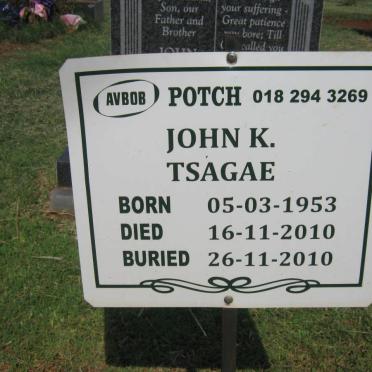 Son, our
Father and
Brother
JOHN
your suffering -
Great patience
bore; Till
called you
AVBOB POTCH 018 294 3269
JOHN K.
TSAGAE
BORN 05-03-1953
DIED 16-11-2010
BURIED 26-11-2010